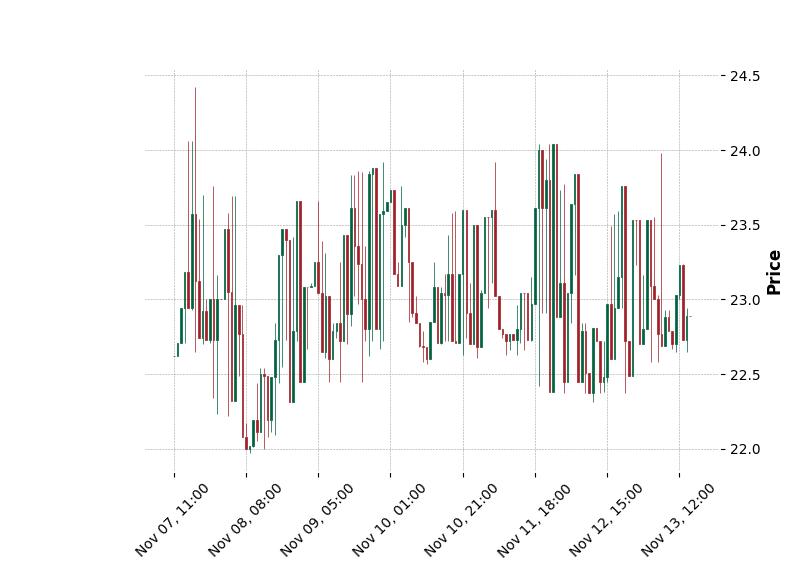 24.5
24.0
23.5
23.0
22.5
22.0
Price
Nov 07, 11:00
Nov 08, 08:00
Nov 09, 05:00
Nov 10, 01:00
Nov 10, 21:00
Nov 11, 18:00
Nov 12, 15:00
Nov 13, 12:00